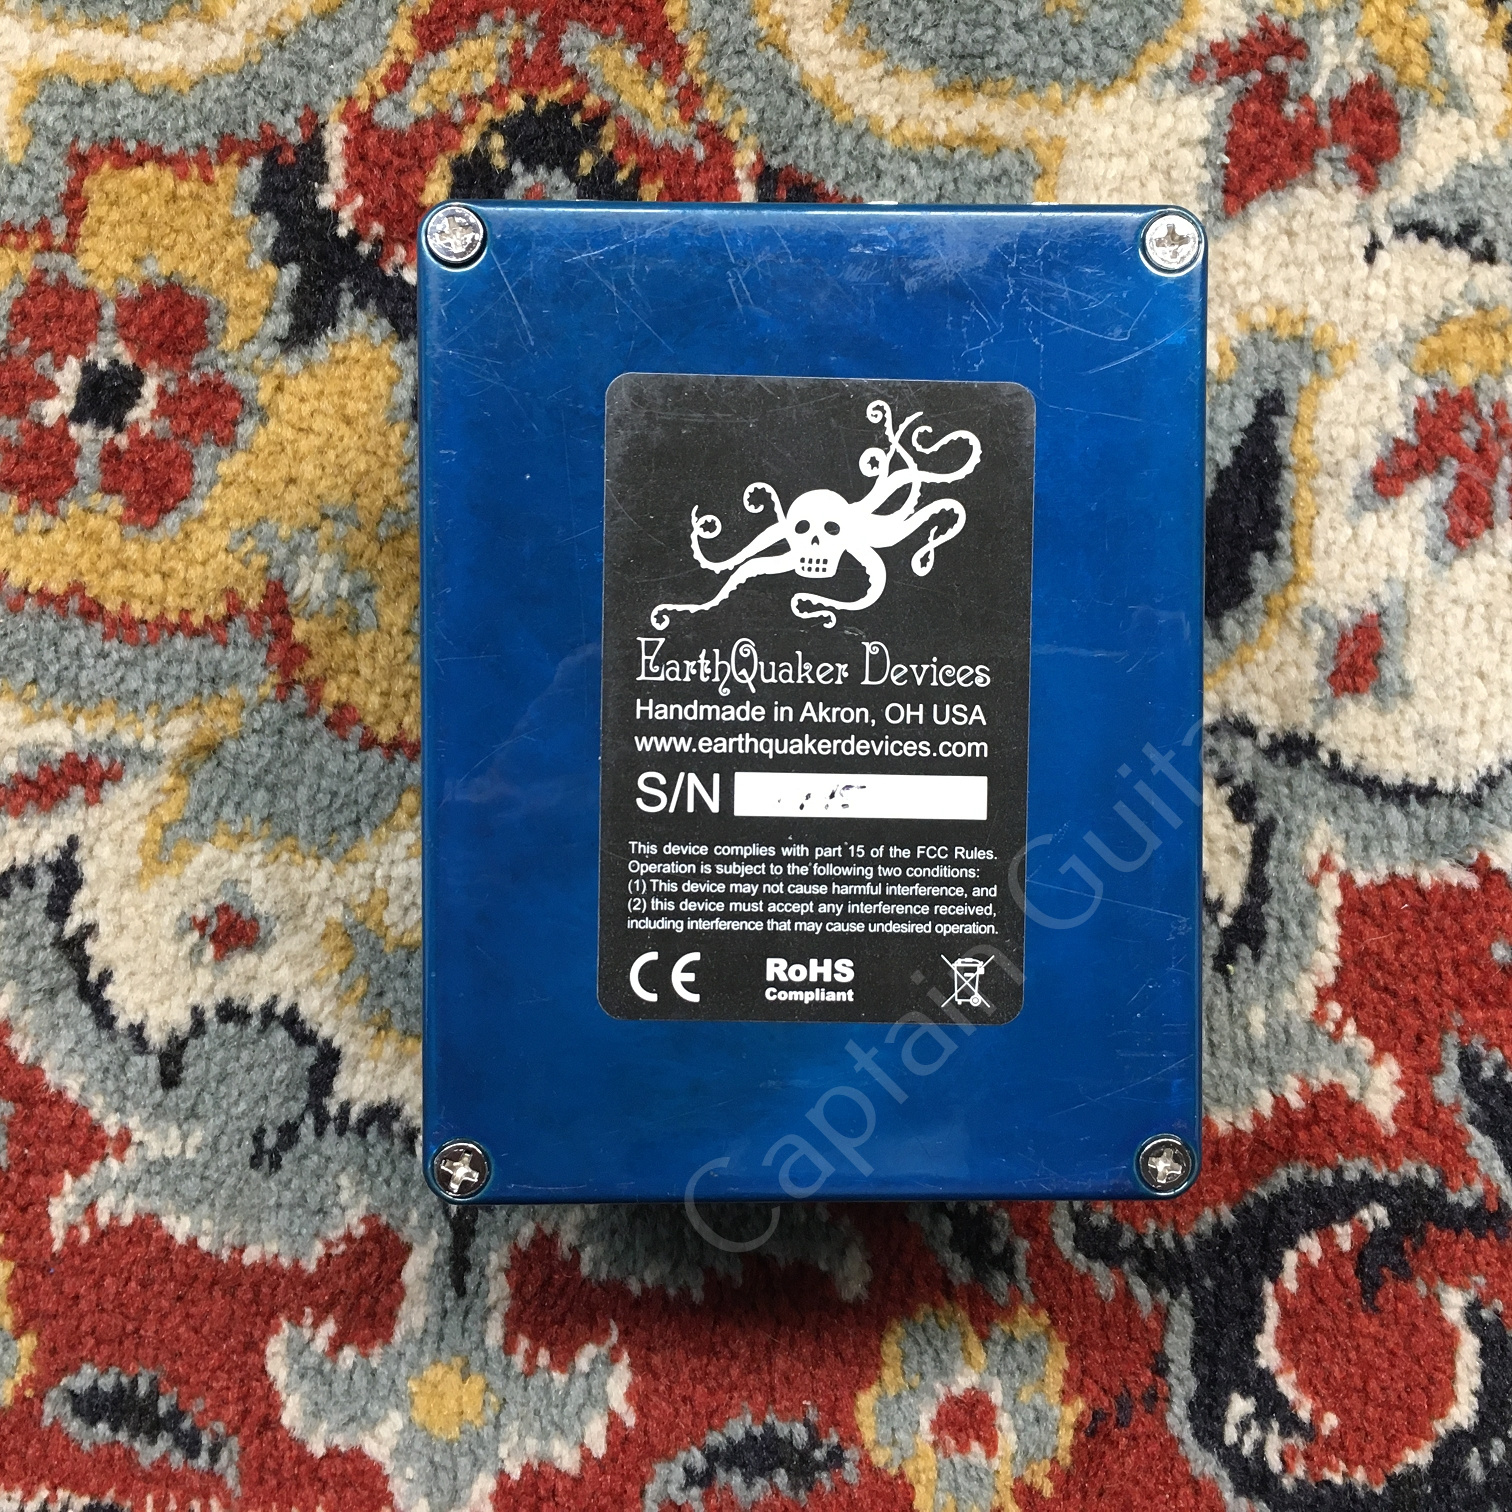 EarthQuaker Devices
Handmade in Akron, OH USA
www.earthquakerdevices.com
S/N
This device complies with part 15 of the FCC Rules.
Operation is subject to the following two conditions:
(1) This device may not cause harmful interference, and
(2) this device must accept any interference received,
including interference that may cause undesired operation.
CE
RoHS
Compliant
Captain Guita